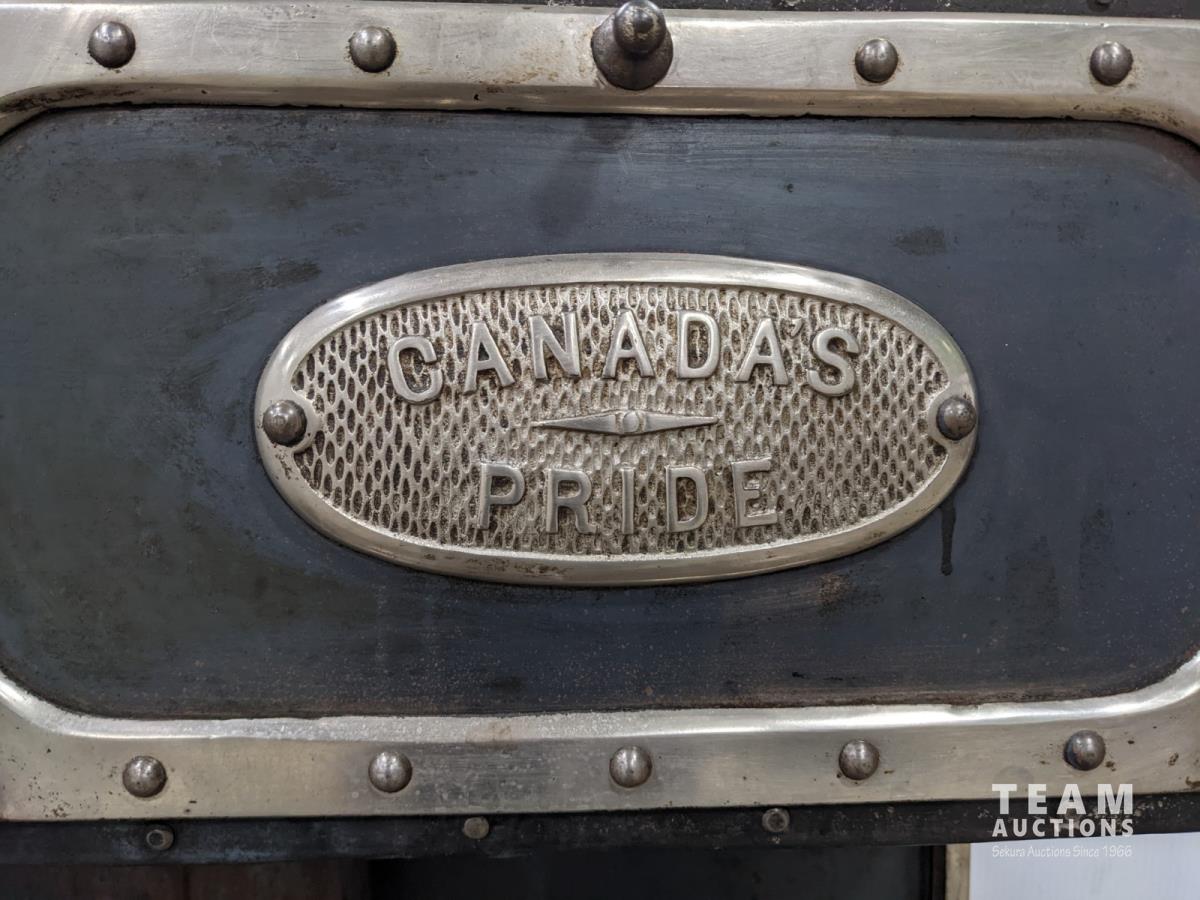 CANADA'S
PRIDE
TEAM
AUCTIONS
Sekura Auctions Since 1966